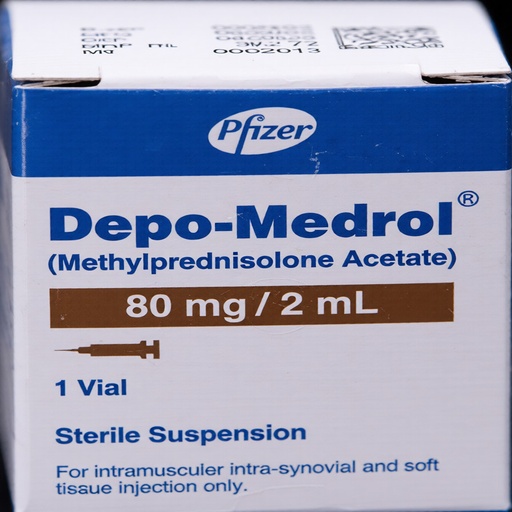 0002013
Pfizer
Depo-Medrol®
(Methylprednisolone Acetate)
80 mg / 2 mL
1 Vial
Sterile Suspension
For intramusculer intra-synovial and soft
tissue injection only.